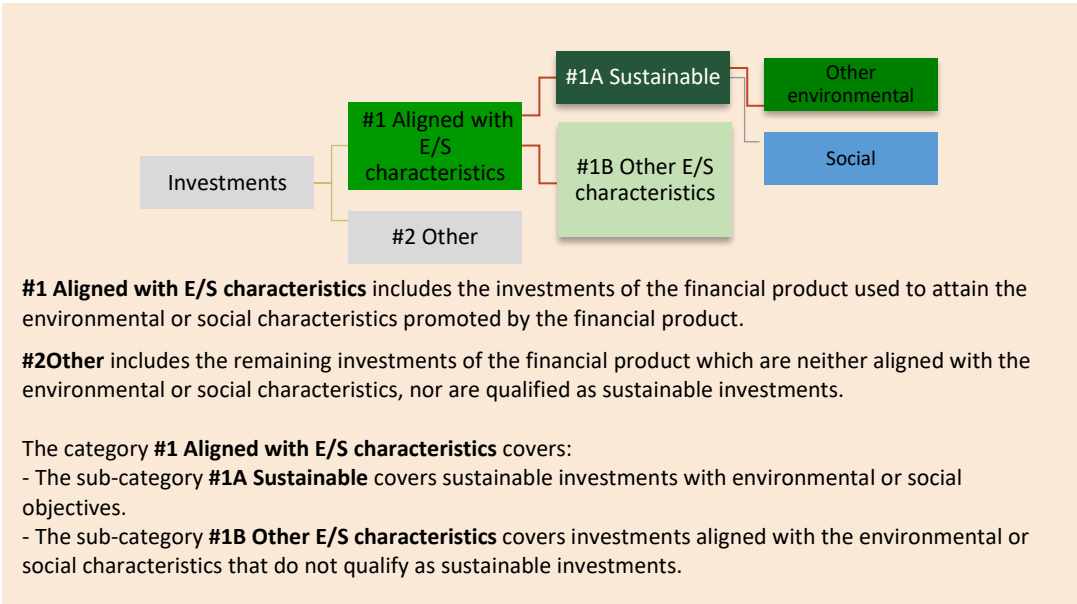 #1A Sustainable
Other
environmental
#1 Aligned with
E/S
characteristics
Social
#1B Other E/S
characteristics
Investments
#2 Other
#1 Aligned with E/S characteristics includes the investments of the financial product used to attain the
environmental or social characteristics promoted by the financial product.
#2Other includes the remaining investments of the financial product which are neither aligned with the
environmental or social characteristics, nor are qualified as sustainable investments.
The category #1 Aligned with E/S characteristics covers:
- The sub-category #1A Sustainable covers sustainable investments with environmental or social
objectives.
- The sub-category #1B Other E/S characteristics covers investments aligned with the environmental or
social characteristics that do not qualify as sustainable investments.